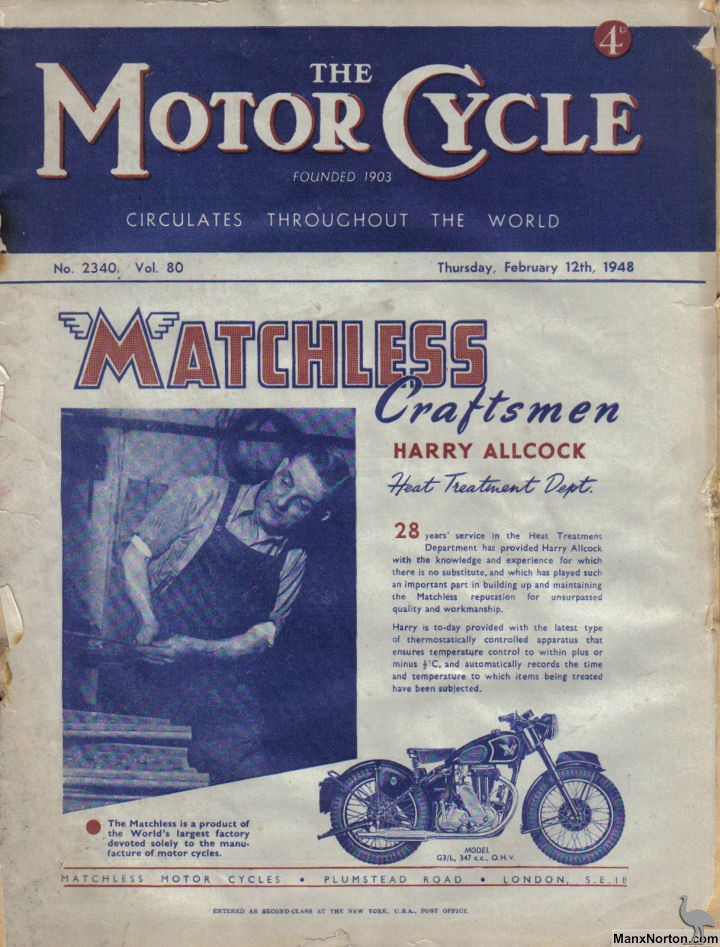 4D
THE
MOTOR CYCLE
FOUNDED 1903
CIRCULATES THROUGHOUT THE WORLD
No. 2340. Vol. 80
Thursday, February 12th, 1948
MATCHLESS
Craftsmen
HARRY ALLCOCK
Heat Treatment Dept.
28 years' service in the Heat Treatment
Department has provided Harry Allcock
with the knowledge and experience for which
there is no substitute, and which has played such
an important part in building up and maintaining
the Matchless reputation for unsurpassed
quality and workmanship.
Harry is to-day provided with the latest type
of thermostatically controlled apparatus that
ensures temperature control to within plus or
minus ½°C, and automatically records the time
and temperature to which items being treated
have been subjected.
The Matchless is a product of
the World's largest factory
devoted solely to the manu-
facture of motor cycles.
MODEL
G3/L, 347 c.c., O.H.V.
MATCHLESS MOTOR CYCLES • PLUMSTEAD ROAD • LONDON, S.E.18
ENTERED AS SECOND-CLASS AT THE NEW YORK, U.S.A., POST OFFICE
ManxNorton.com